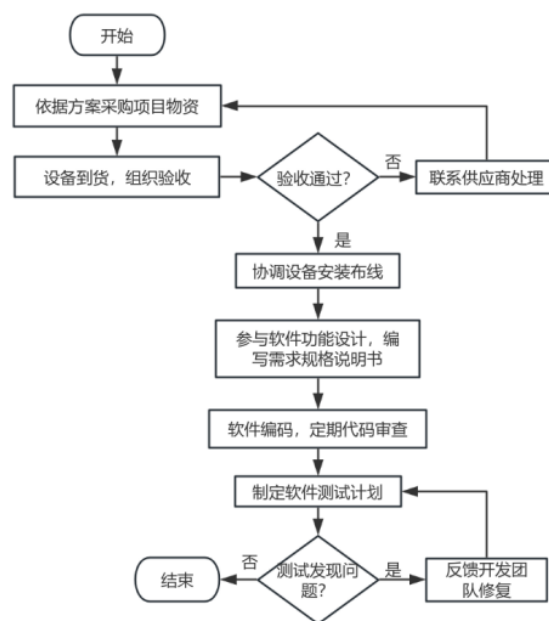 开始
依据方案采购项目物资
设备到货，组织验收
验收通过？
否
联系供应商处理
是
协调设备安装布线
参与软件功能设计，编
写需求规格说明书
软件编码，定期代码审查
制定软件测试计划
否
测试发现问
题？
是
结束
反馈开发团
队修复